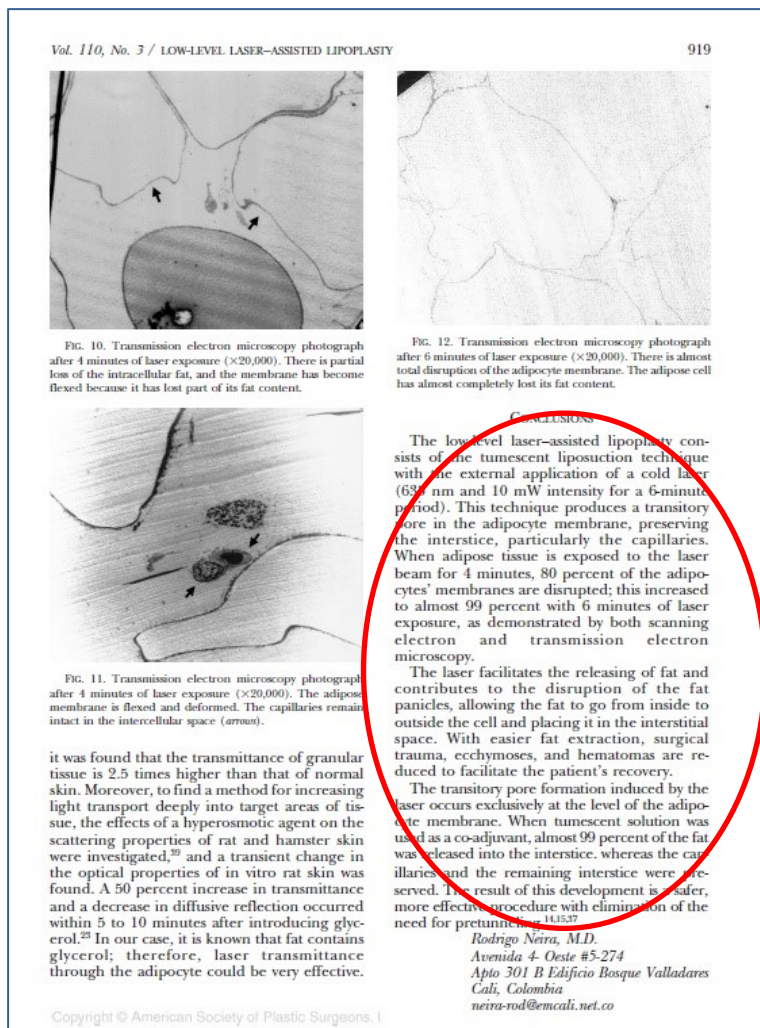 Vol. 110, No. 3 / LOW-LEVEL LASER–ASSISTED LIPOPLASTY
919
FIG. 10. Transmission electron microscopy photograph
after 4 minutes of laser exposure (×20,000). There is partial
loss of the intracellular fat, and the membrane has become
flexed because it has lost part of its fat content.
FIG. 11. Transmission electron microscopy photograph
after 4 minutes of laser exposure (×20,000). The adipose
membrane is flexed and deformed. The capillaries remain
intact in the intercellular space (arrows).
it was found that the transmittance of granular
tissue is 2.5 times higher than that of normal
skin. Moreover, to find a method for increasing
light transport deeply into target areas of tis-
sue, the effects of a hyperosmotic agent on the
scattering properties of rat and hamster skin
were investigated,39 and a transient change in
the optical properties of in vitro rat skin was
found. A 50 percent increase in transmittance
and a decrease in diffusive reflection occurred
within 5 to 10 minutes after introducing glyc-
erol.23 In our case, it is known that fat contains
glycerol; therefore, laser transmittance
through the adipocyte could be very effective.
FIG. 12. Transmission electron microscopy photograph
after 6 minutes of laser exposure (×20,000). There is almost
total disruption of the adipocyte membrane. The adipose cell
has almost completely lost its fat content.
CONCLUSIONS
The low-level laser–assisted lipoplasty con-
sists of the tumescent liposuction technique
with the external application of a cold laser
(635 nm and 10 mW intensity for a 6-minute
period). This technique produces a transitory
pore in the adipocyte membrane, preserving
the interstice, particularly the capillaries.
When adipose tissue is exposed to the laser
beam for 4 minutes, 80 percent of the adipo-
cytes' membranes are disrupted; this increased
to almost 99 percent with 6 minutes of laser
exposure, as demonstrated by both scanning
electron and transmission electron
microscopy.
The laser facilitates the releasing of fat and
contributes to the disruption of the fat
panicles, allowing the fat to go from inside to
outside the cell and placing it in the interstitial
space. With easier fat extraction, surgical
trauma, ecchymoses, and hematomas are re-
duced to facilitate the patient's recovery.
The transitory pore formation induced by the
laser occurs exclusively at the level of the adipo-
cyte membrane. When tumescent solution was
used as a co-adjuvant, almost 99 percent of the fat
was released into the interstice. whereas the cap-
illaries and the remaining interstice were pre-
served. The result of this development is a safer,
more effective procedure with elimination of the
need for pretunneling.14,15,37
Rodrigo Neira, M.D.
Avenida 4- Oeste #5-274
Apto 301 B Edificio Bosque Valladares
Cali, Colombia
neira-rod@emcali.net.co
Copyright © American Society of Plastic Surgeons. I